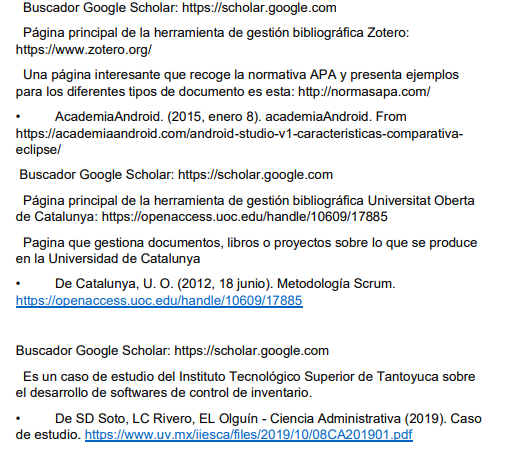 Buscador Google Scholar: https://scholar.google.com
Página principal de la herramienta de gestión bibliográfica Zotero:
https://www.zotero.org/
Una página interesante que recoge la normativa APA y presenta ejemplos
para los diferentes tipos de documento es esta: http://normasapa.com/
• AcademiaAndroid. (2015, enero 8). academiaAndroid. From
https://academiaandroid.com/android-studio-v1-caracteristicas-comparativa-
eclipse/
Buscador Google Scholar: https://scholar.google.com
Página principal de la herramienta de gestión bibliográfica Universitat Oberta
de Catalunya: https://openaccess.uoc.edu/handle/10609/17885
Pagina que gestiona documentos, libros o proyectos sobre lo que se produce
en la Universidad de Catalunya
• De Catalunya, U. O. (2012, 18 junio). Metodología Scrum.
https://openaccess.uoc.edu/handle/10609/17885
Buscador Google Scholar: https://scholar.google.com
Es un caso de estudio del Instituto Tecnológico Superior de Tantoyuca sobre
el desarrollo de softwares de control de inventario.
• De SD Soto, LC Rivero, EL Olguín - Ciencia Administrativa (2019). Caso
de estudio. https://www.uv.mx/iiesca/files/2019/10/08CA201901.pdf